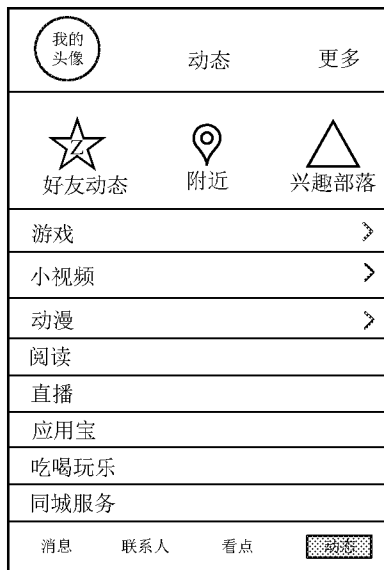 我的
头像
动态 更多
Z
好友动态 附近 兴趣部落
游戏
小视频
动漫
阅读
直播
应用宝
吃喝玩乐
同城服务
消息 联系人 看点 动态